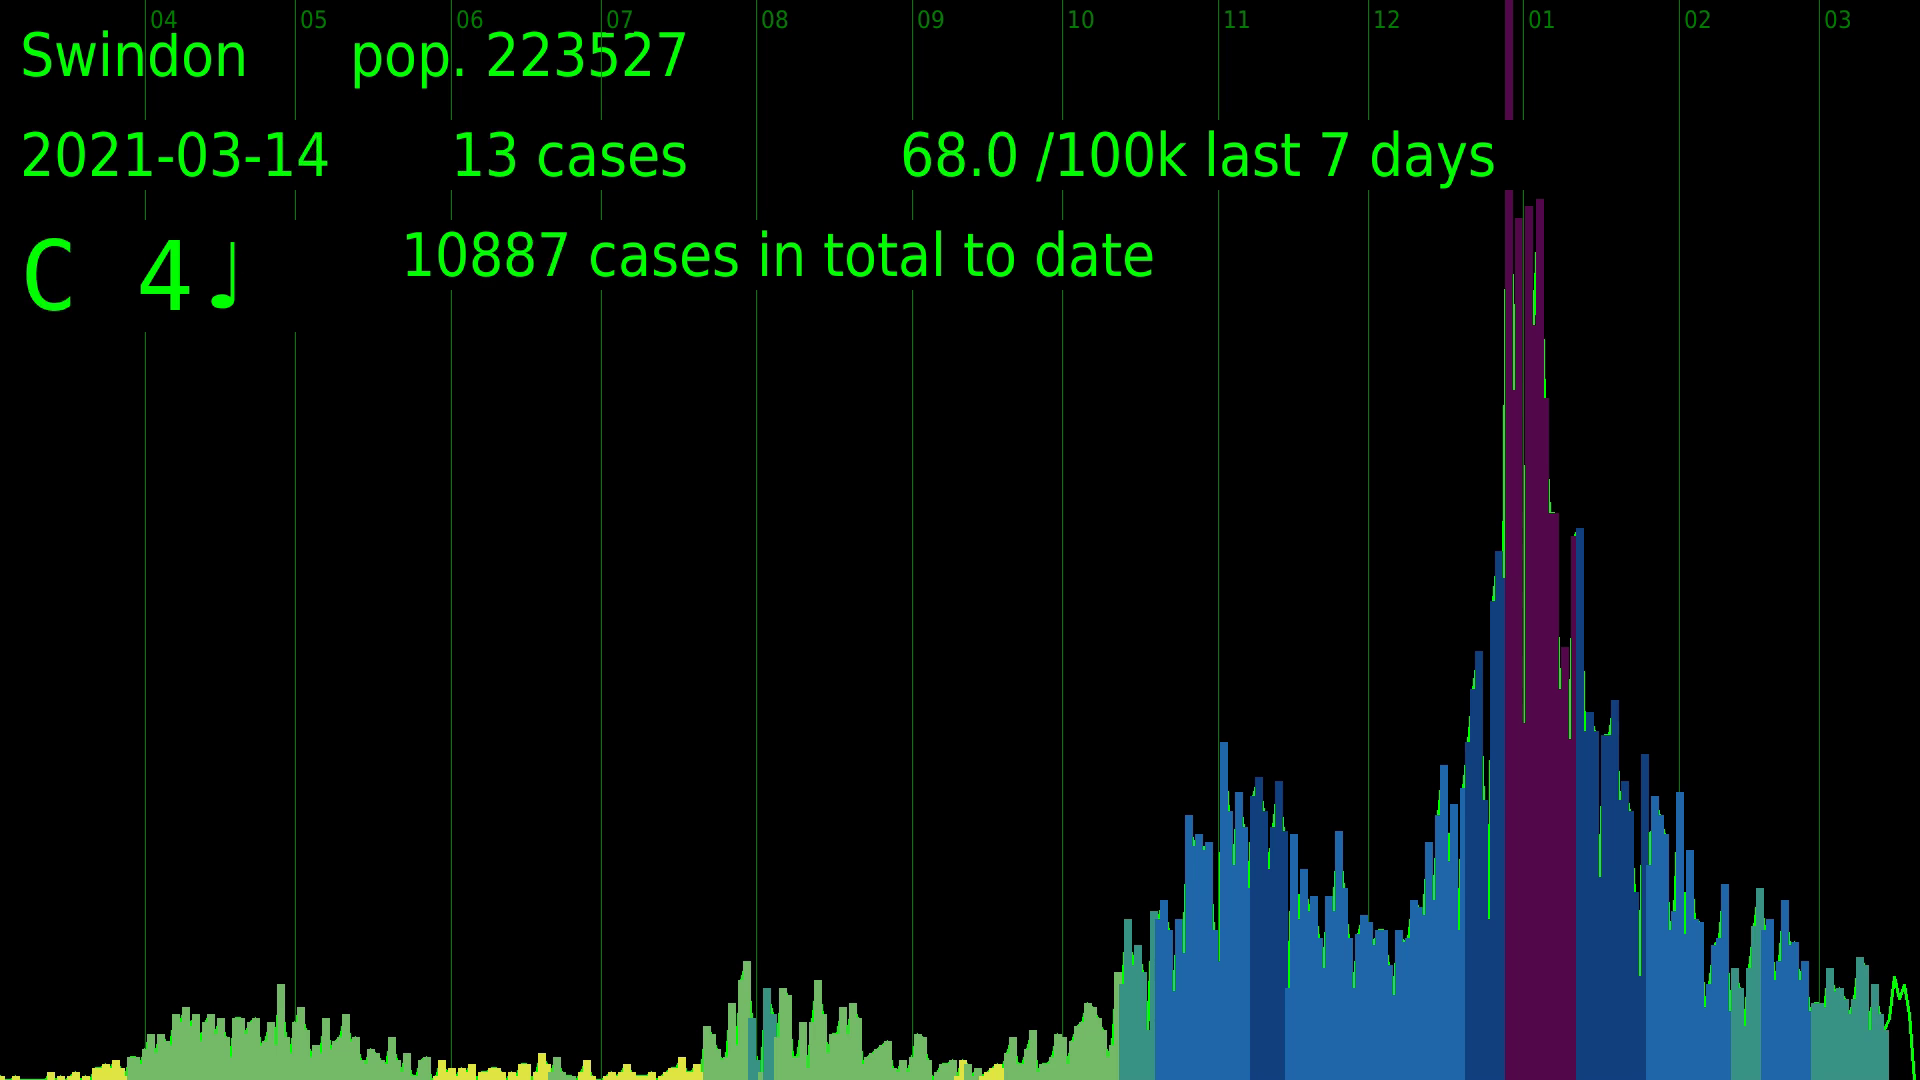 04 05 06 07 08 09 10 11 12 01 02 03
Swindon pop. 223527
2021-03-14 13 cases 68.0 /100k last 7 days
C 4♩ 10887 cases in total to date